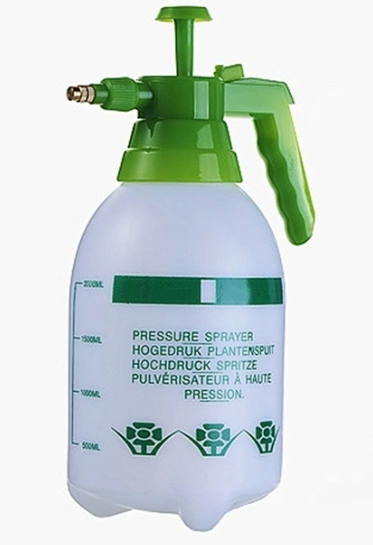 2000ML
1500ML
1000ML
500ML
PRESSURE SPRAYER
HOGEDRUK PLANTENSPUIT
HOCHDRUCK SPRITZE
PULVÉRISATEUR À HAUTE
PRESSION.